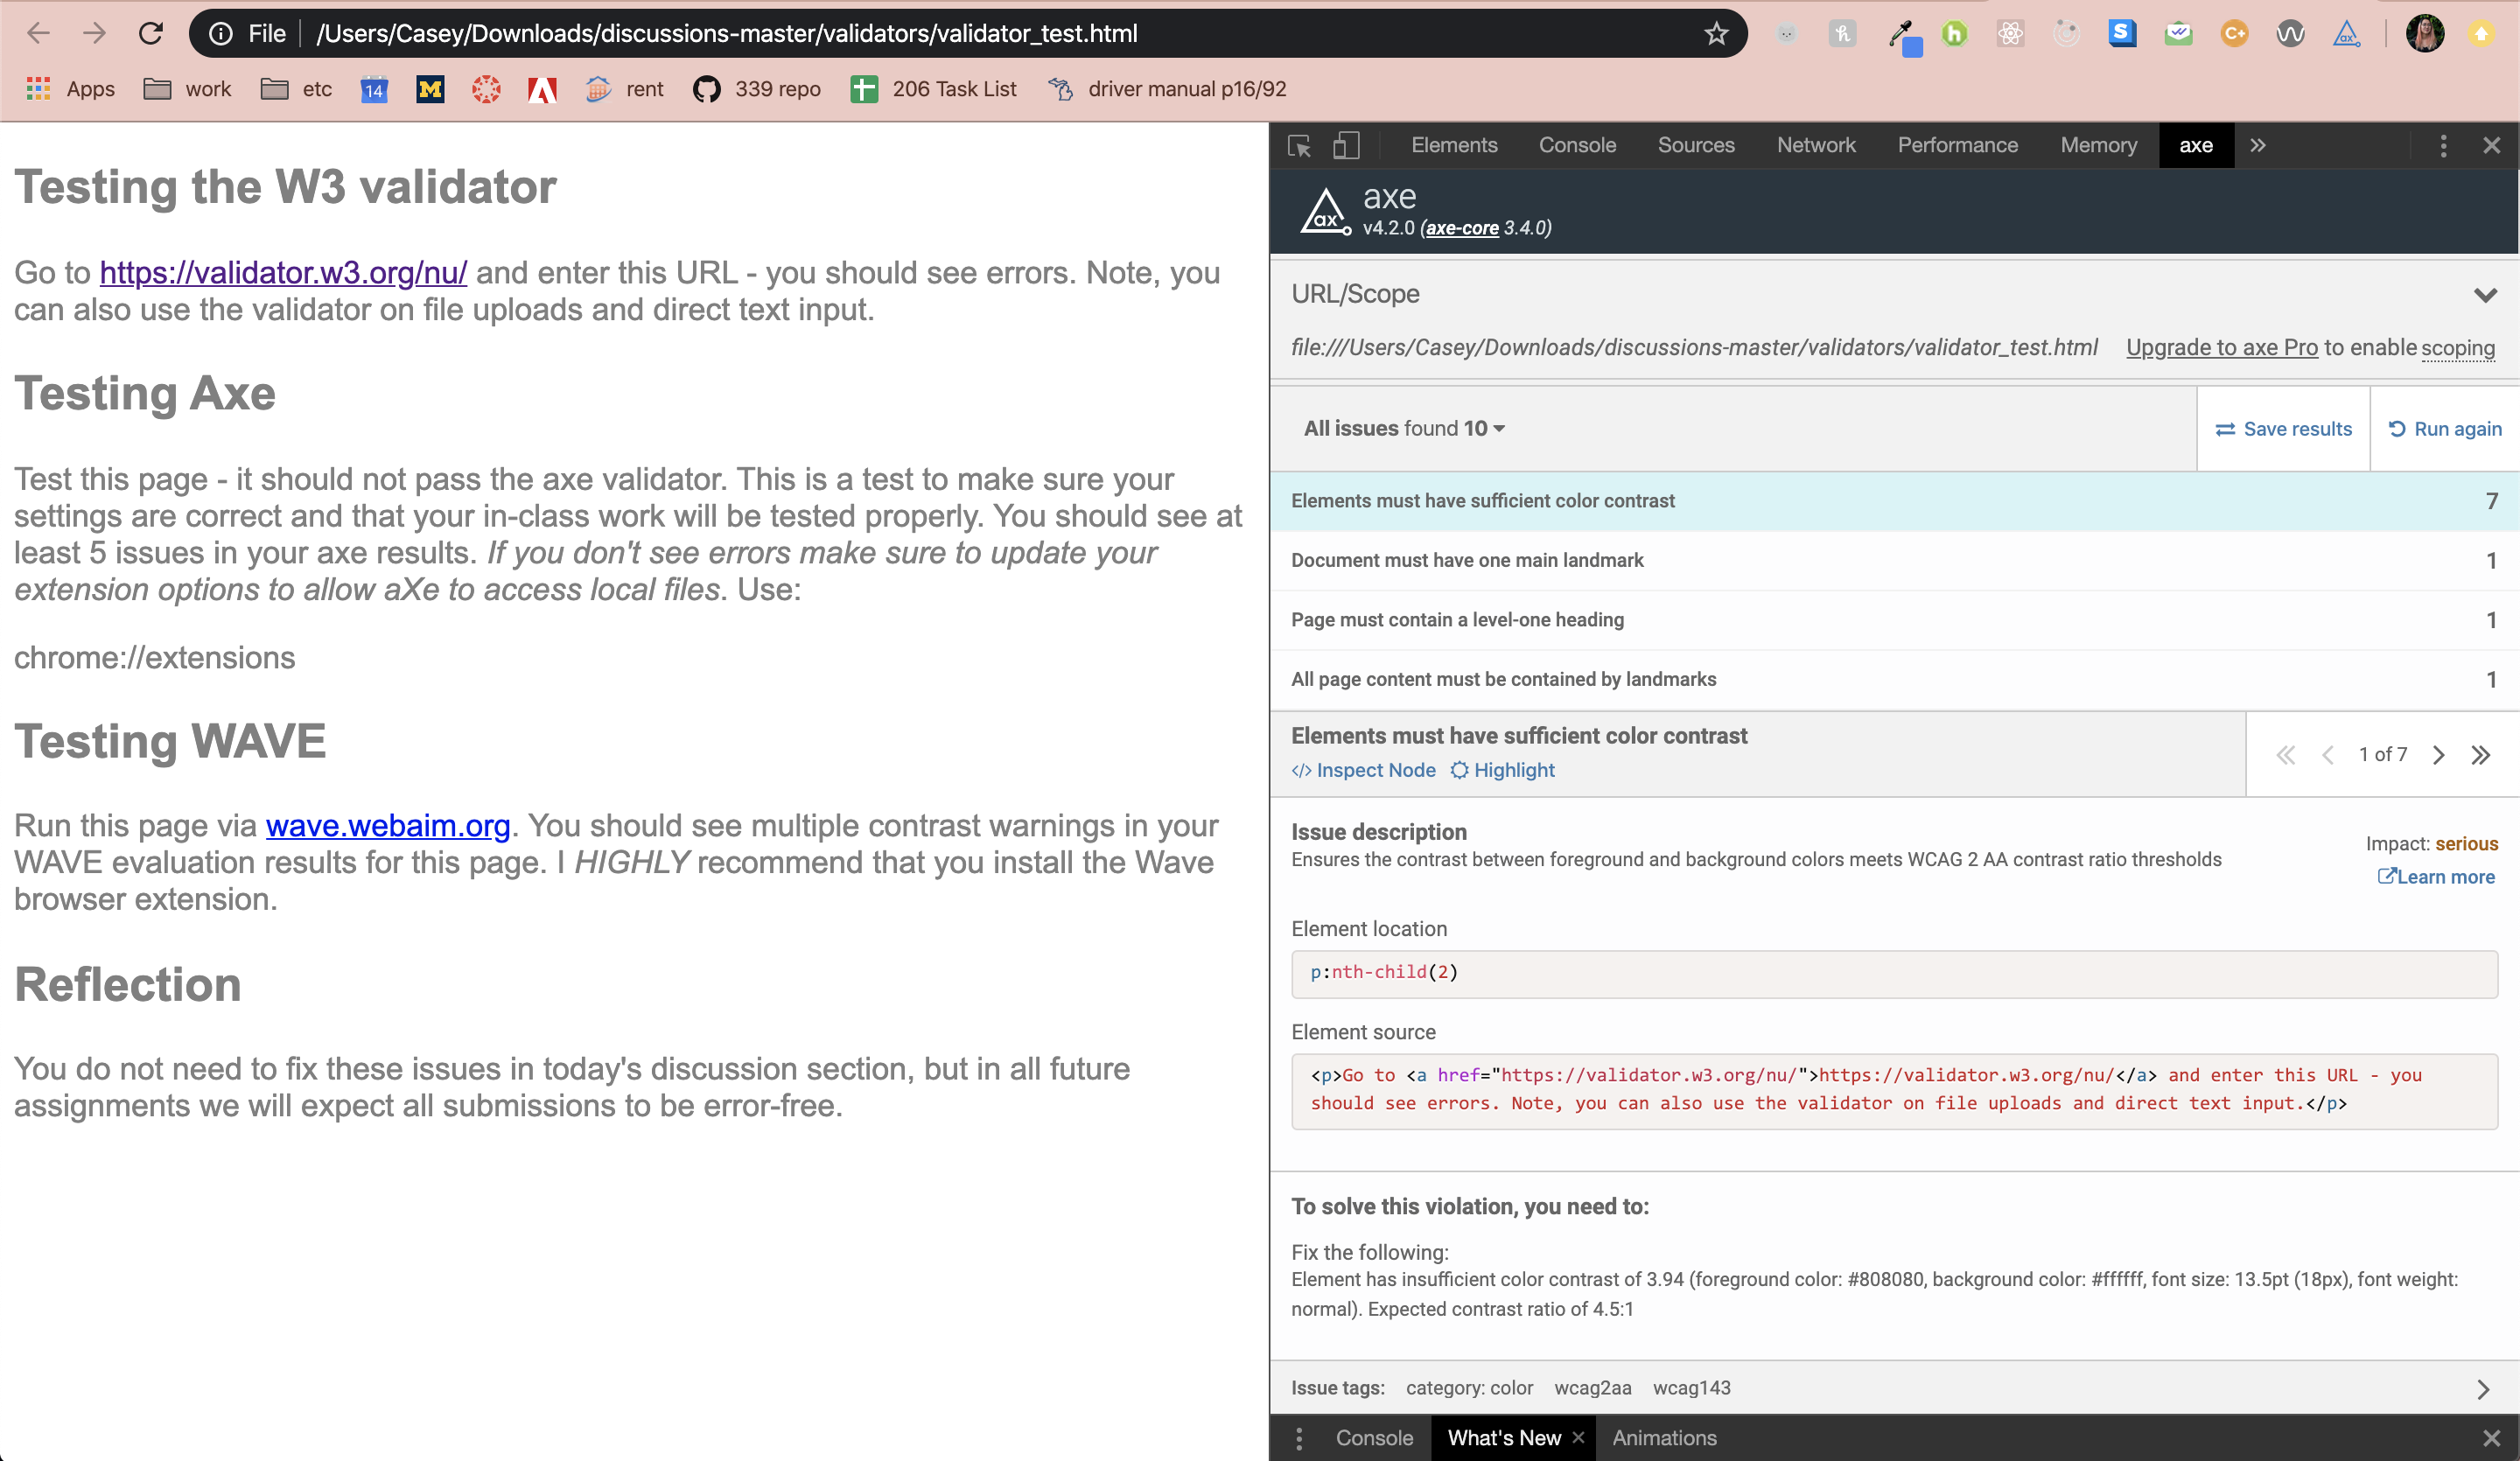 File /Users/Casey/Downloads/discussions-master/validators/validator_test.html
Apps work etc 14 M rent 339 repo 206 Task List driver manual p16/92
Testing the W3 validator
Go to https://validator.w3.org/nu/ and enter this URL - you should see errors. Note, you
can also use the validator on file uploads and direct text input.
Testing Axe
Test this page - it should not pass the axe validator. This is a test to make sure your
settings are correct and that your in-class work will be tested properly. You should see at
least 5 issues in your axe results. If you don't see errors make sure to update your
extension options to allow aXe to access local files. Use:
chrome://extensions
Testing WAVE
Run this page via wave.webaim.org. You should see multiple contrast warnings in your
WAVE evaluation results for this page. I HIGHLY recommend that you install the Wave
browser extension.
Reflection
You do not need to fix these issues in today's discussion section, but in all future
assignments we will expect all submissions to be error-free.
Elements Console Sources Network Performance Memory axe
ax axe
v4.2.0 (axe-core 3.4.0)
URL/Scope
file:///Users/Casey/Downloads/discussions-master/validators/validator_test.html Upgrade to axe Pro to enable scoping
All issues found 10 Save results Run again
Elements must have sufficient color contrast 7
Document must have one main landmark 1
Page must contain a level-one heading 1
All page content must be contained by landmarks 1
Elements must have sufficient color contrast
</> Inspect Node Highlight 1 of 7
Issue description
Ensures the contrast between foreground and background colors meets WCAG 2 AA contrast ratio thresholds
Impact: serious
Learn more
Element location
p:nth-child(2)
Element source
<p>Go to <a href="https://validator.w3.org/nu/">https://validator.w3.org/nu/</a> and enter this URL - you
should see errors. Note, you can also use the validator on file uploads and direct text input.</p>
To solve this violation, you need to:
Fix the following:
Element has insufficient color contrast of 3.94 (foreground color: #808080, background color: #ffffff, font size: 13.5pt (18px), font weight:
normal). Expected contrast ratio of 4.5:1
Issue tags: category: color wcag2aa wcag143
Console What's New Animations